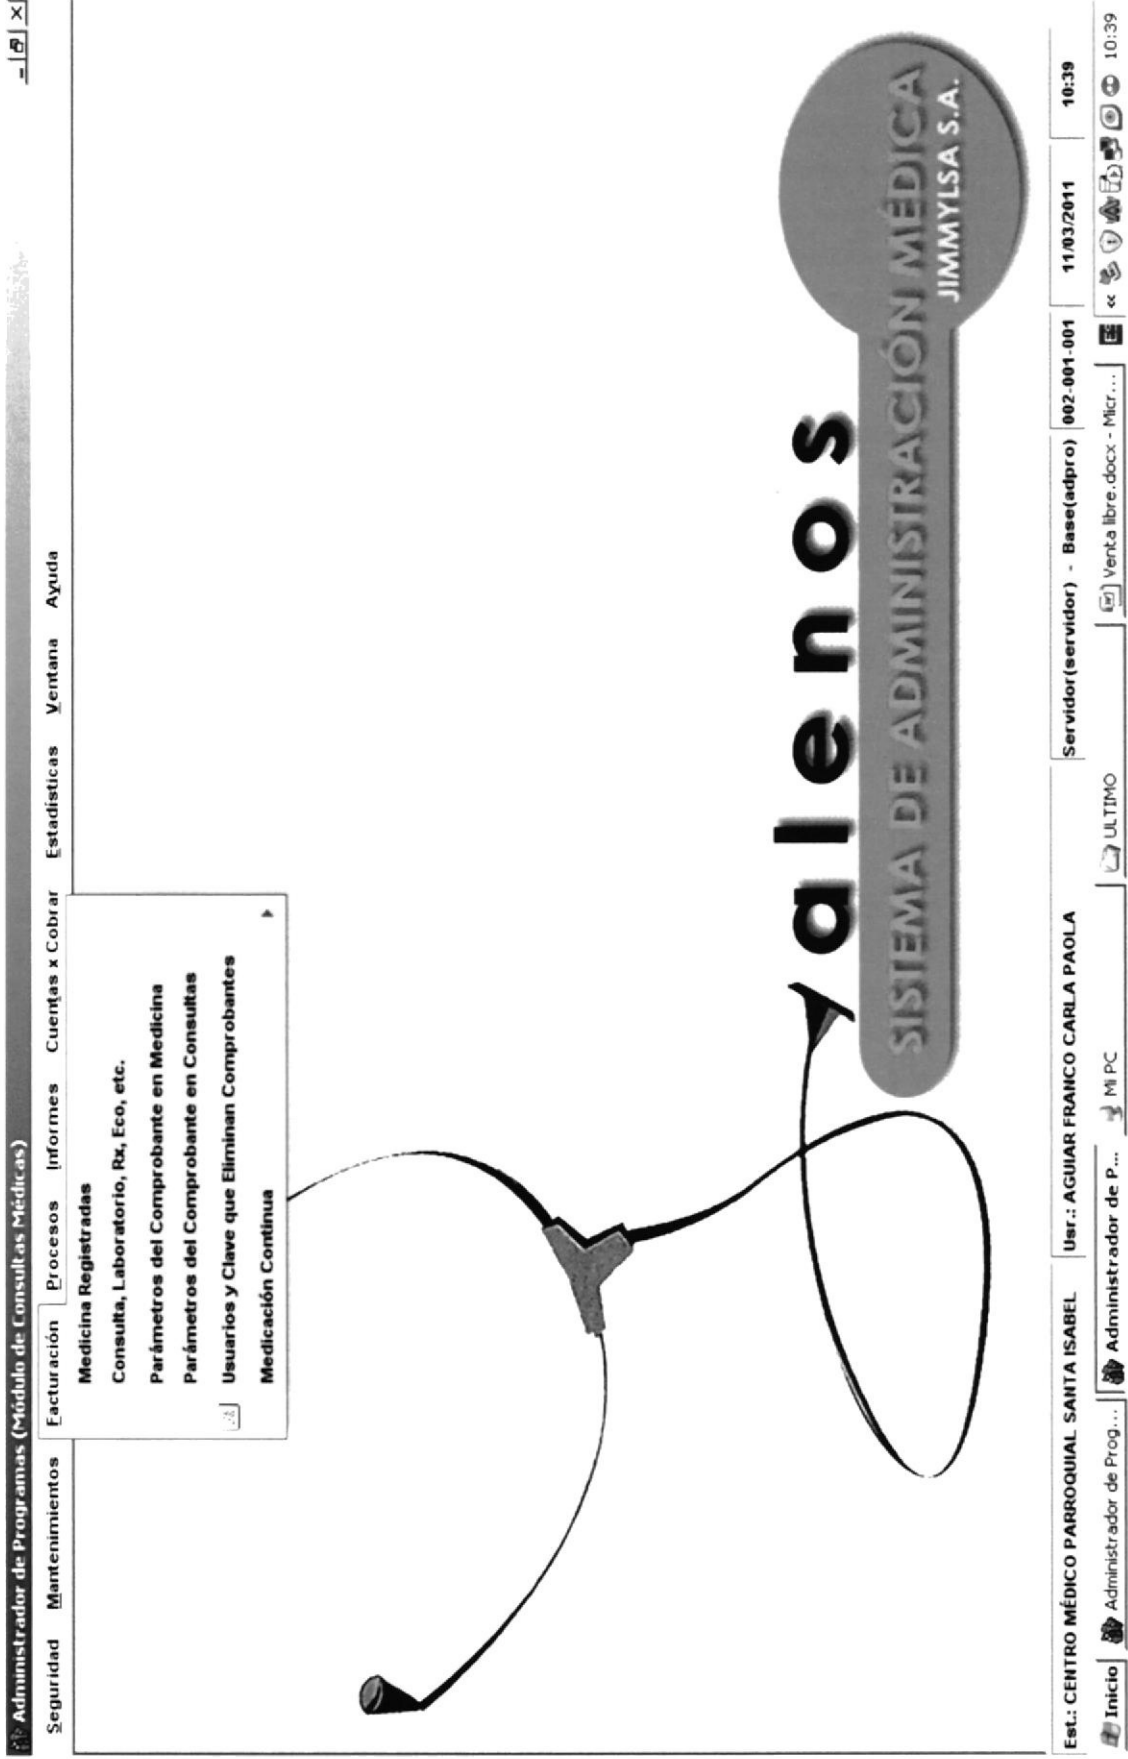 Administrador de Programas (Módulo de Consultas Médicas)
Seguridad Mantenimientos Facturación Procesos Informes Cuentas x Cobrar Estadísticas Ventana Ayuda
Medicina Registradas
Consulta, Laboratorio, Rx, Eco, etc.
Parámetros del Comprobante en Medicina
Parámetros del Comprobante en Consultas
Usuarios y Clave que Eliminan Comprobantes
Medicación Continua
alenos
SISTEMA DE ADMINISTRACIÓN MÉDICA
JIMMYLSA S.A.
Est.: CENTRO MÉDICO PARROQUIAL SANTA ISABEL Usr.: AGUIAR FRANCO CARLA PAOLA Servidor(servidor) - Base(adpro) 002-001-001 11/03/2011 10:39
Inicio Administrador de Prog... Administrador de P... Mi PC ULTIMO Venta libre.docx - Micr... ES « 10:39